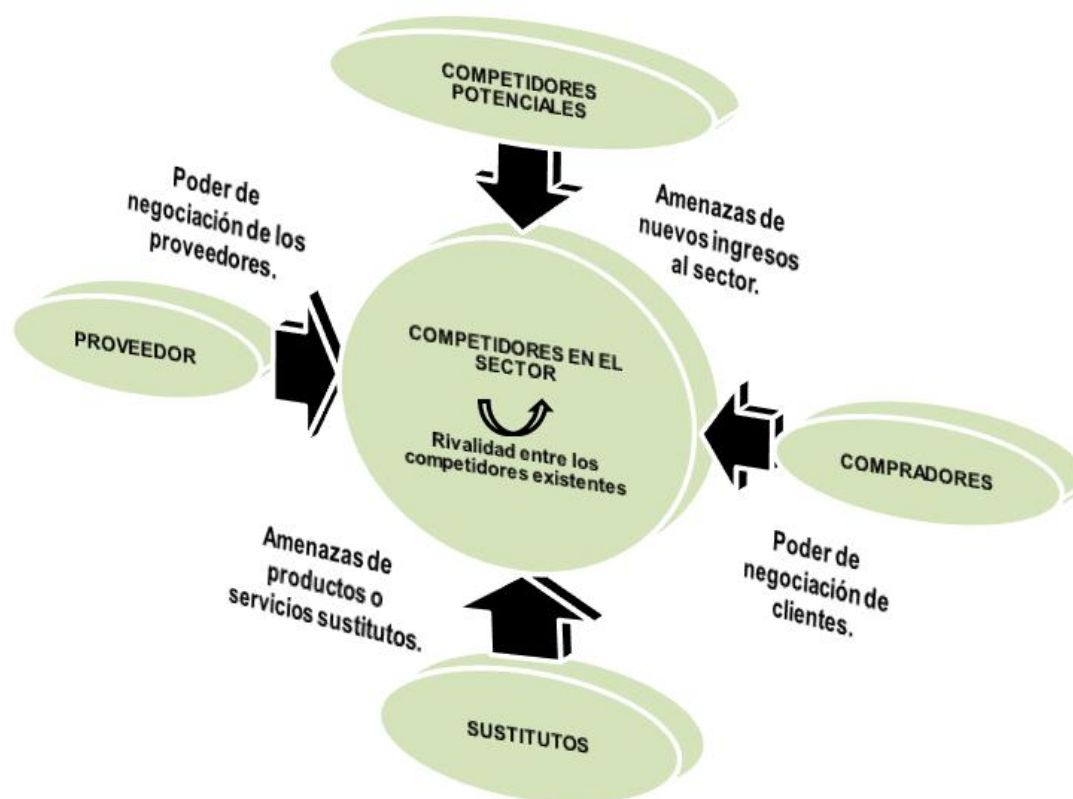 COMPETIDORES
POTENCIALES
Poder de
negociación de los
proveedores.
Amenazas de
nuevos ingresos
al sector.
PROVEEDOR
COMPETIDORES EN EL
SECTOR
Rivalidad entre los
competidores existentes
COMPRADORES
Amenazas de
productos o
servicios sustitutos.
Poder de
negociación de
clientes.
SUSTITUTOS